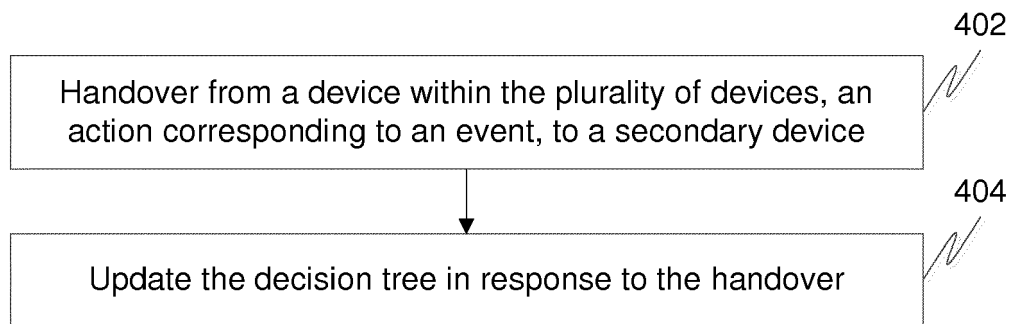 402
Handover from a device within the plurality of devices, an
action corresponding to an event, to a secondary device
404
Update the decision tree in response to the handover